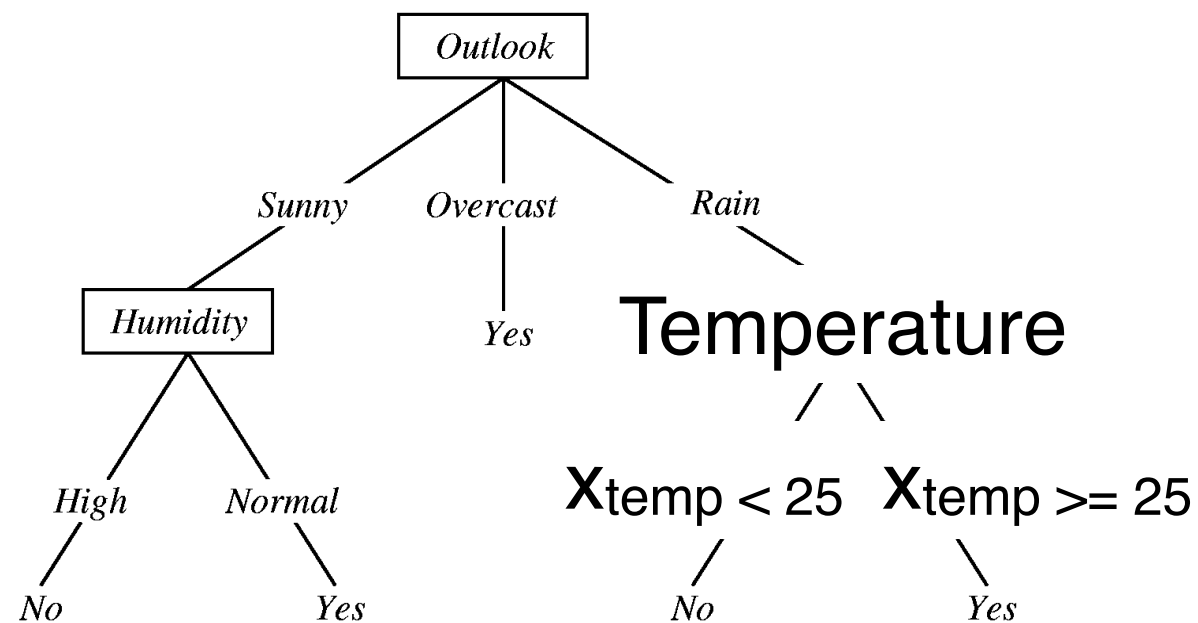 Outlook
Sunny Overcast Rain
Humidity Yes Temperature
High Normal xtemp < 25 xtemp >= 25
No Yes No Yes